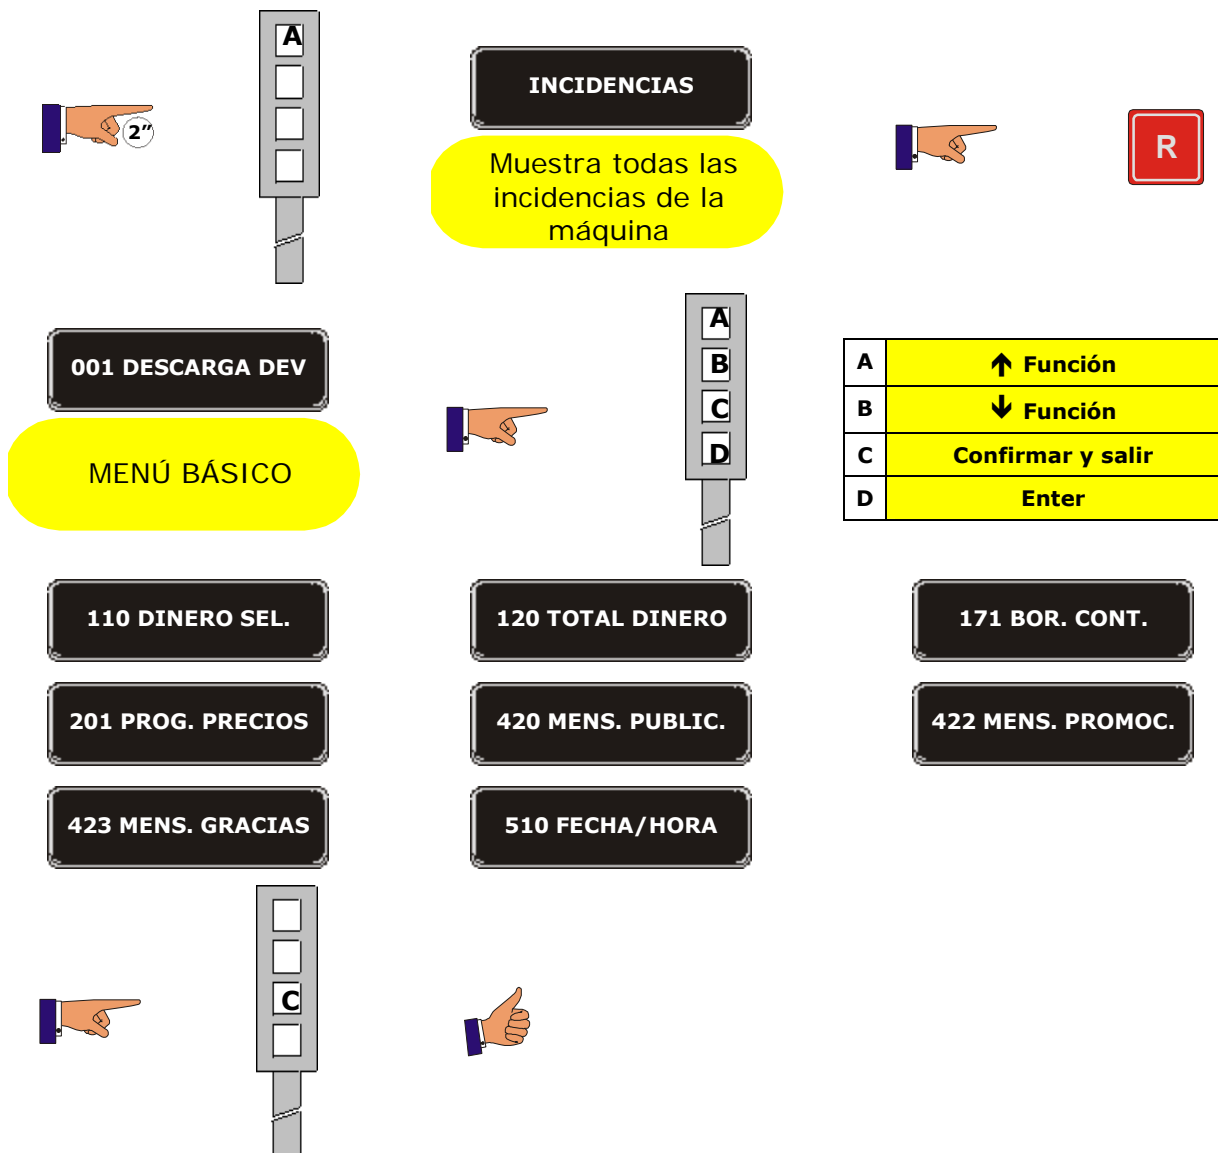 A
2”
INCIDENCIAS
Muestra todas las
incidencias de la
máquina
R
001 DESCARGA DEV
MENÚ BÁSICO
A
B
C
D
A ↑ Función
B ↓ Función
C Confirmar y salir
D Enter
110 DINERO SEL.
120 TOTAL DINERO
171 BOR. CONT.
201 PROG. PRECIOS
420 MENS. PUBLIC.
422 MENS. PROMOC.
423 MENS. GRACIAS
510 FECHA/HORA
C